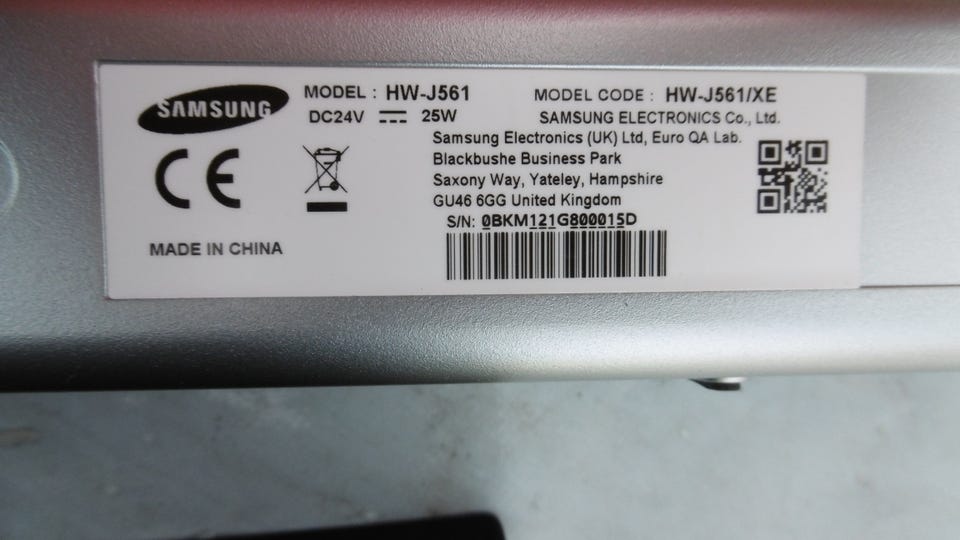 SAMSUNG
MODEL : HW-J561
MODEL CODE : HW-J561/XE
DC24V 25W
SAMSUNG ELECTRONICS Co., Ltd.
Samsung Electronics (UK) Ltd, Euro QA Lab.
Blackbushe Business Park
Saxony Way, Yateley, Hampshire
GU46 6GG United Kingdom
S/N: 0BKM121G800015D
CE
MADE IN CHINA